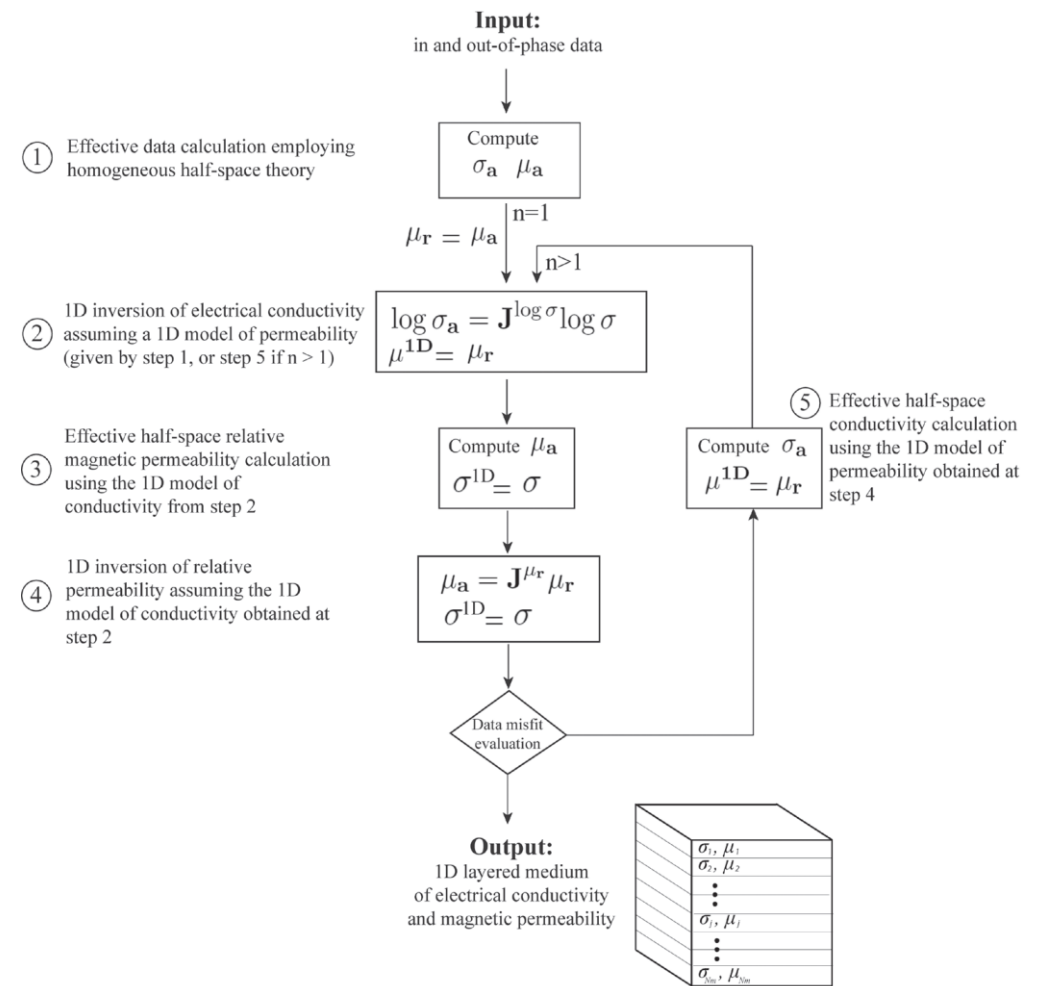 Input:
in and out-of-phase data
① Effective data calculation employing
homogeneous half-space theory
Compute
σa μa
n=1
μr = μa
n>1
② 1D inversion of electrical conductivity
assuming a 1D model of permeability
(given by step 1, or step 5 if n > 1)
log σa = J^log σ log σ
μ^1D = μr
③ Effective half-space relative
magnetic permeability calculation
using the 1D model of
conductivity from step 2
Compute μa
σ^1D = σ
⑤ Effective half-space
conductivity calculation
using the 1D model of
permeability obtained at
step 4
Compute σa
μ^1D = μr
④ 1D inversion of relative
permeability assuming the 1D
model of conductivity obtained at
step 2
μa = J^μr μr
σ^1D = σ
Data misfit
evaluation
Output:
1D layered medium
of electrical conductivity
and magnetic permeability
σ1, μ1
σ2, μ2
σj, μj
σNm, μNm